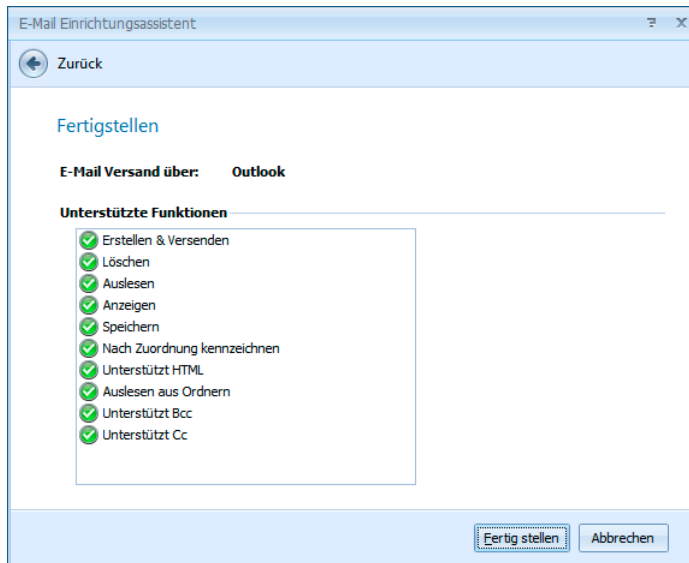 E-Mail Einrichtungsassistent
Zurück
Fertigstellen
E-Mail Versand über: Outlook
Unterstützte Funktionen
Erstellen & Versenden
Löschen
Auslesen
Anzeigen
Speichern
Nach Zuordnung kennzeichnen
Unterstützt HTML
Auslesen aus Ordnern
Unterstützt Bcc
Unterstützt Cc
Fertig stellen Abbrechen